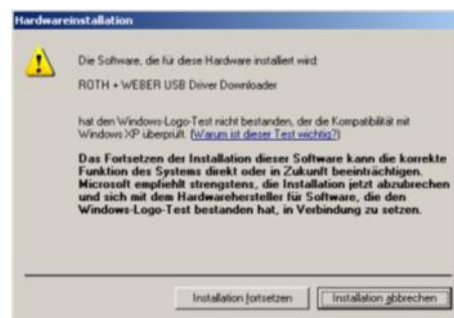 Hardwareinstallation
Die Software, die für diese Hardware installiert wird:
ROTH + WEBER USB Driver Downloader
hat den Windows-Logo-Test nicht bestanden, der die Kompatibilität mit
Windows XP überprüft. (Warum ist dieser Test wichtig?)
Das Fortsetzen der Installation dieser Software kann die korrekte
Funktion des Systems direkt oder in Zukunft beeinträchtigen.
Microsoft empfiehlt strengstens, die Installation jetzt abzubrechen
und sich mit dem Hardwarehersteller für Software, die den
Windows-Logo-Test bestanden hat, in Verbindung zu setzen.
Installation fortsetzen
Installation abbrechen